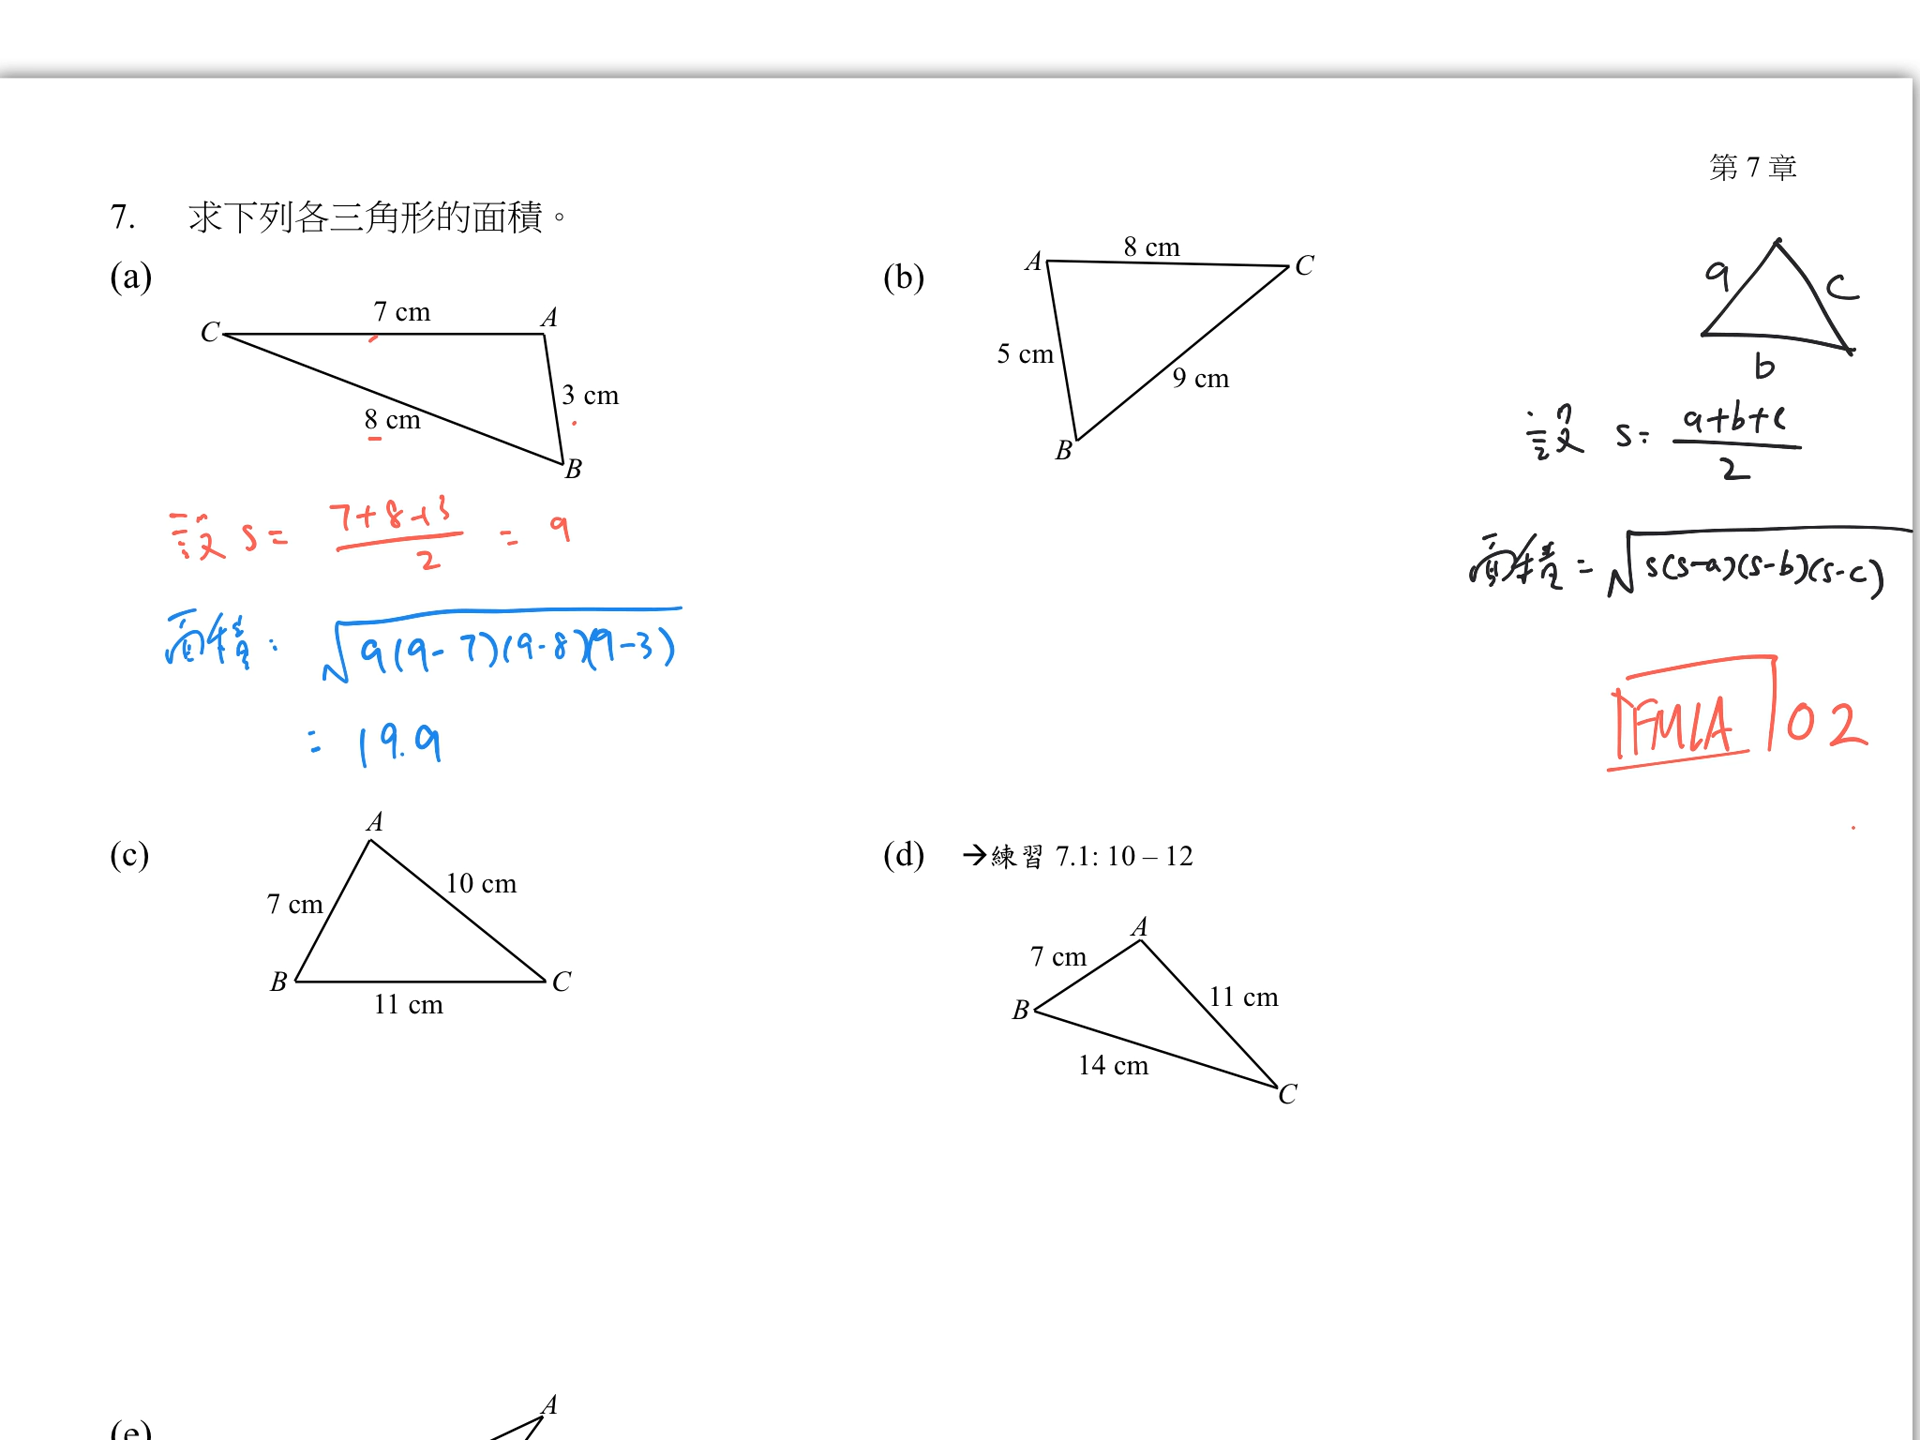 第 7 章
7. 求下列各三角形的面積。
(a)
7 cm
C
A
3 cm
8 cm
B
設 s = 7+8+3 / 2 = 9
面積 : √9(9-7)(9-8)(9-3)
= 19.9
(b)
8 cm
A
C
5 cm
9 cm
B
a
c
b
設 s = a+b+c / 2
面積 = √s(s-a)(s-b)(s-c)
FMLA 02
(c)
A
10 cm
7 cm
B
C
11 cm
(d) →練習 7.1: 10 – 12
A
7 cm
11 cm
B
14 cm
C
(e)
A